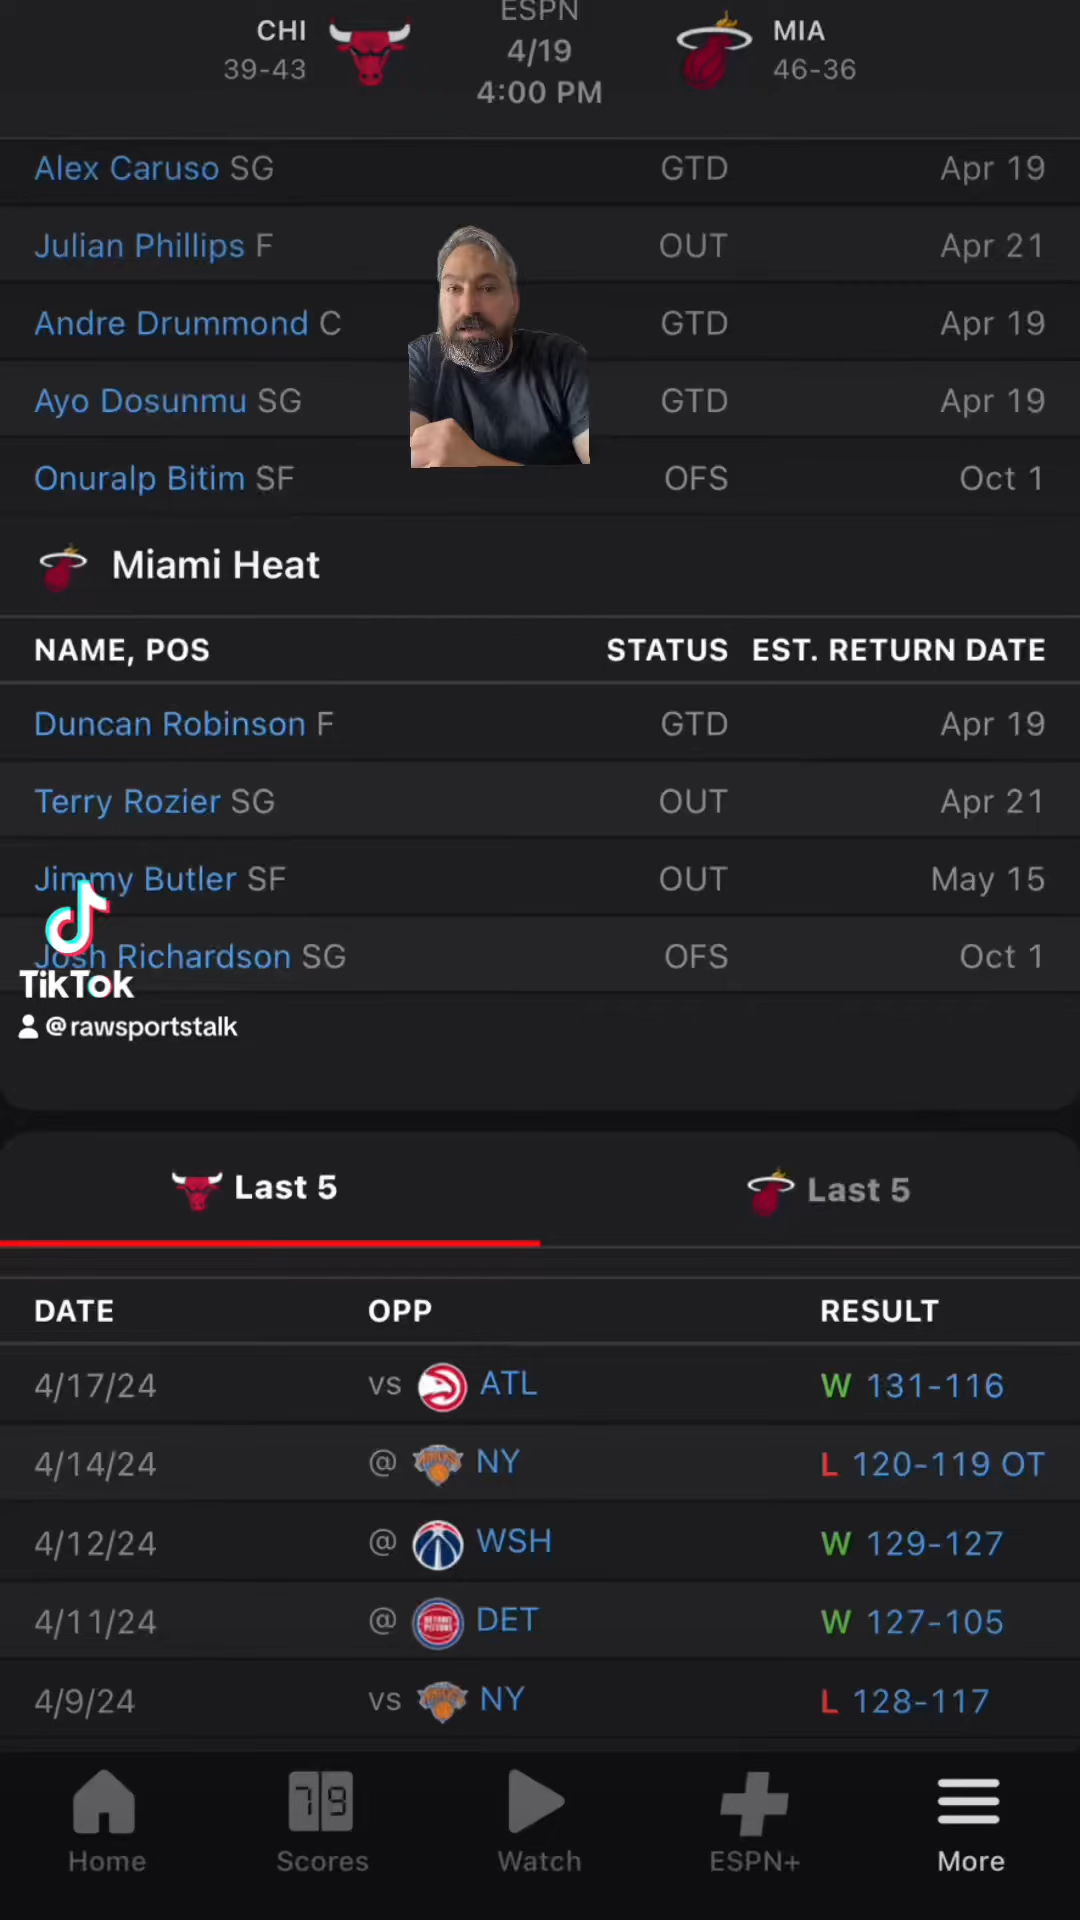 ESPN
CHI
39-43
4/19
4:00 PM
MIA
46-36
Alex Caruso SG GTD Apr 19
Julian Phillips F OUT Apr 21
Andre Drummond C GTD Apr 19
Ayo Dosunmu SG GTD Apr 19
Onuralp Bitim SF OFS Oct 1
Miami Heat
NAME, POS STATUS EST. RETURN DATE
Duncan Robinson F GTD Apr 19
Terry Rozier SG OUT Apr 21
Jimmy Butler SF OUT May 15
Josh Richardson SG OFS Oct 1
TikTok
@rawsportstalk
Last 5 Last 5
DATE OPP RESULT
4/17/24 vs ATL W 131-116
4/14/24 @ NY L 120-119 OT
4/12/24 @ WSH W 129-127
4/11/24 @ DET W 127-105
4/9/24 vs NY L 128-117
79
Home Scores Watch ESPN+ More